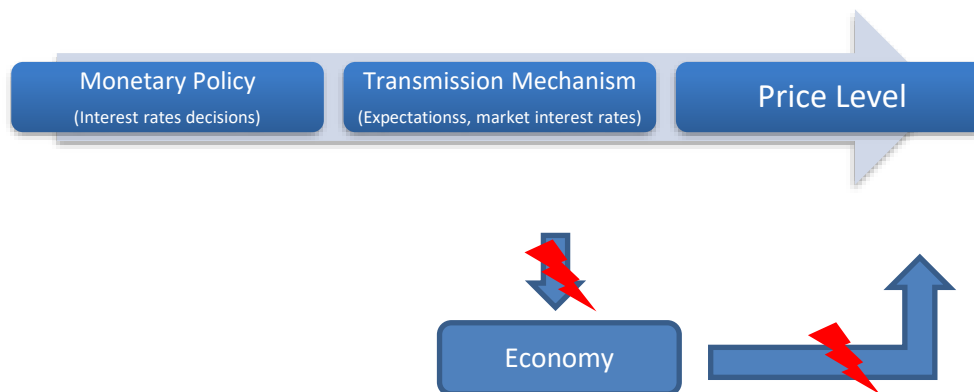 Monetary Policy
(Interest rates decisions)
Transmission Mechanism
(Expectationss, market interest rates)
Price Level
Economy